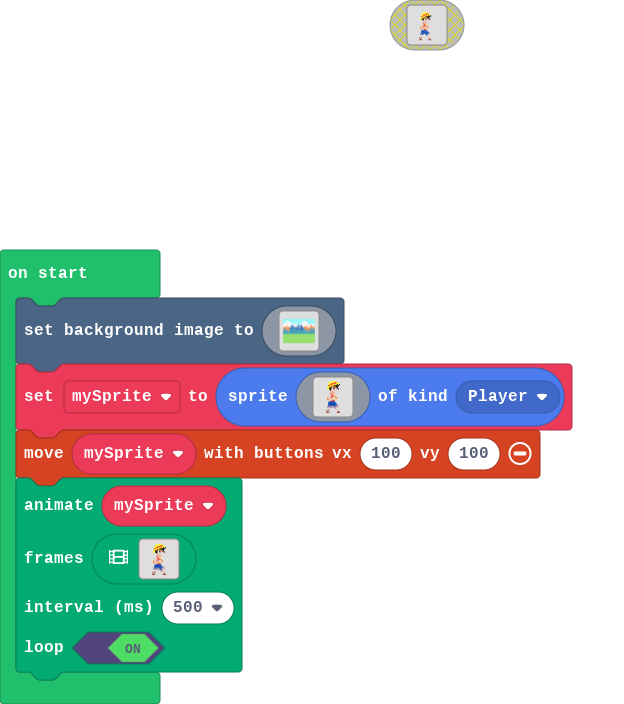 on start
set background image to
set mySprite to sprite of kind Player
move mySprite with buttons vx 100 vy 100
animate mySprite
frames
interval (ms) 500
loop ON